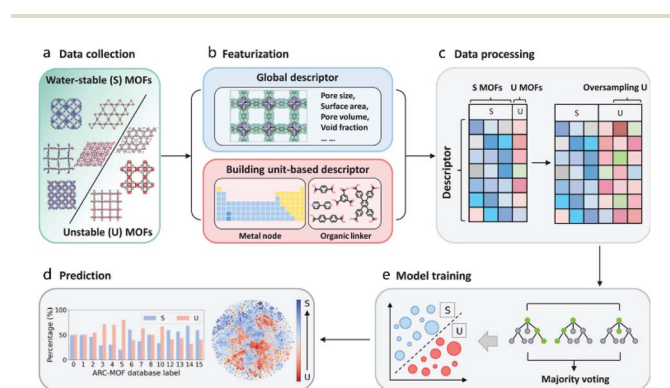 a Data collection
Water-stable (S) MOFs
Unstable (U) MOFs
b Featurization
Global descriptor
Pore size,
Surface area,
Pore volume,
Void fraction
... ...
Building unit-based descriptor
Metal node
Organic linker
c Data processing
S MOFs U MOFs
Oversampling U
S U
S U
Descriptor
d Prediction
Percentage (%)
100
50
0
S U
0 1 2 4 5 6 7 8 10 12 13 14 15
ARC-MOF database label
S
U
e Model training
S
U
Majority voting